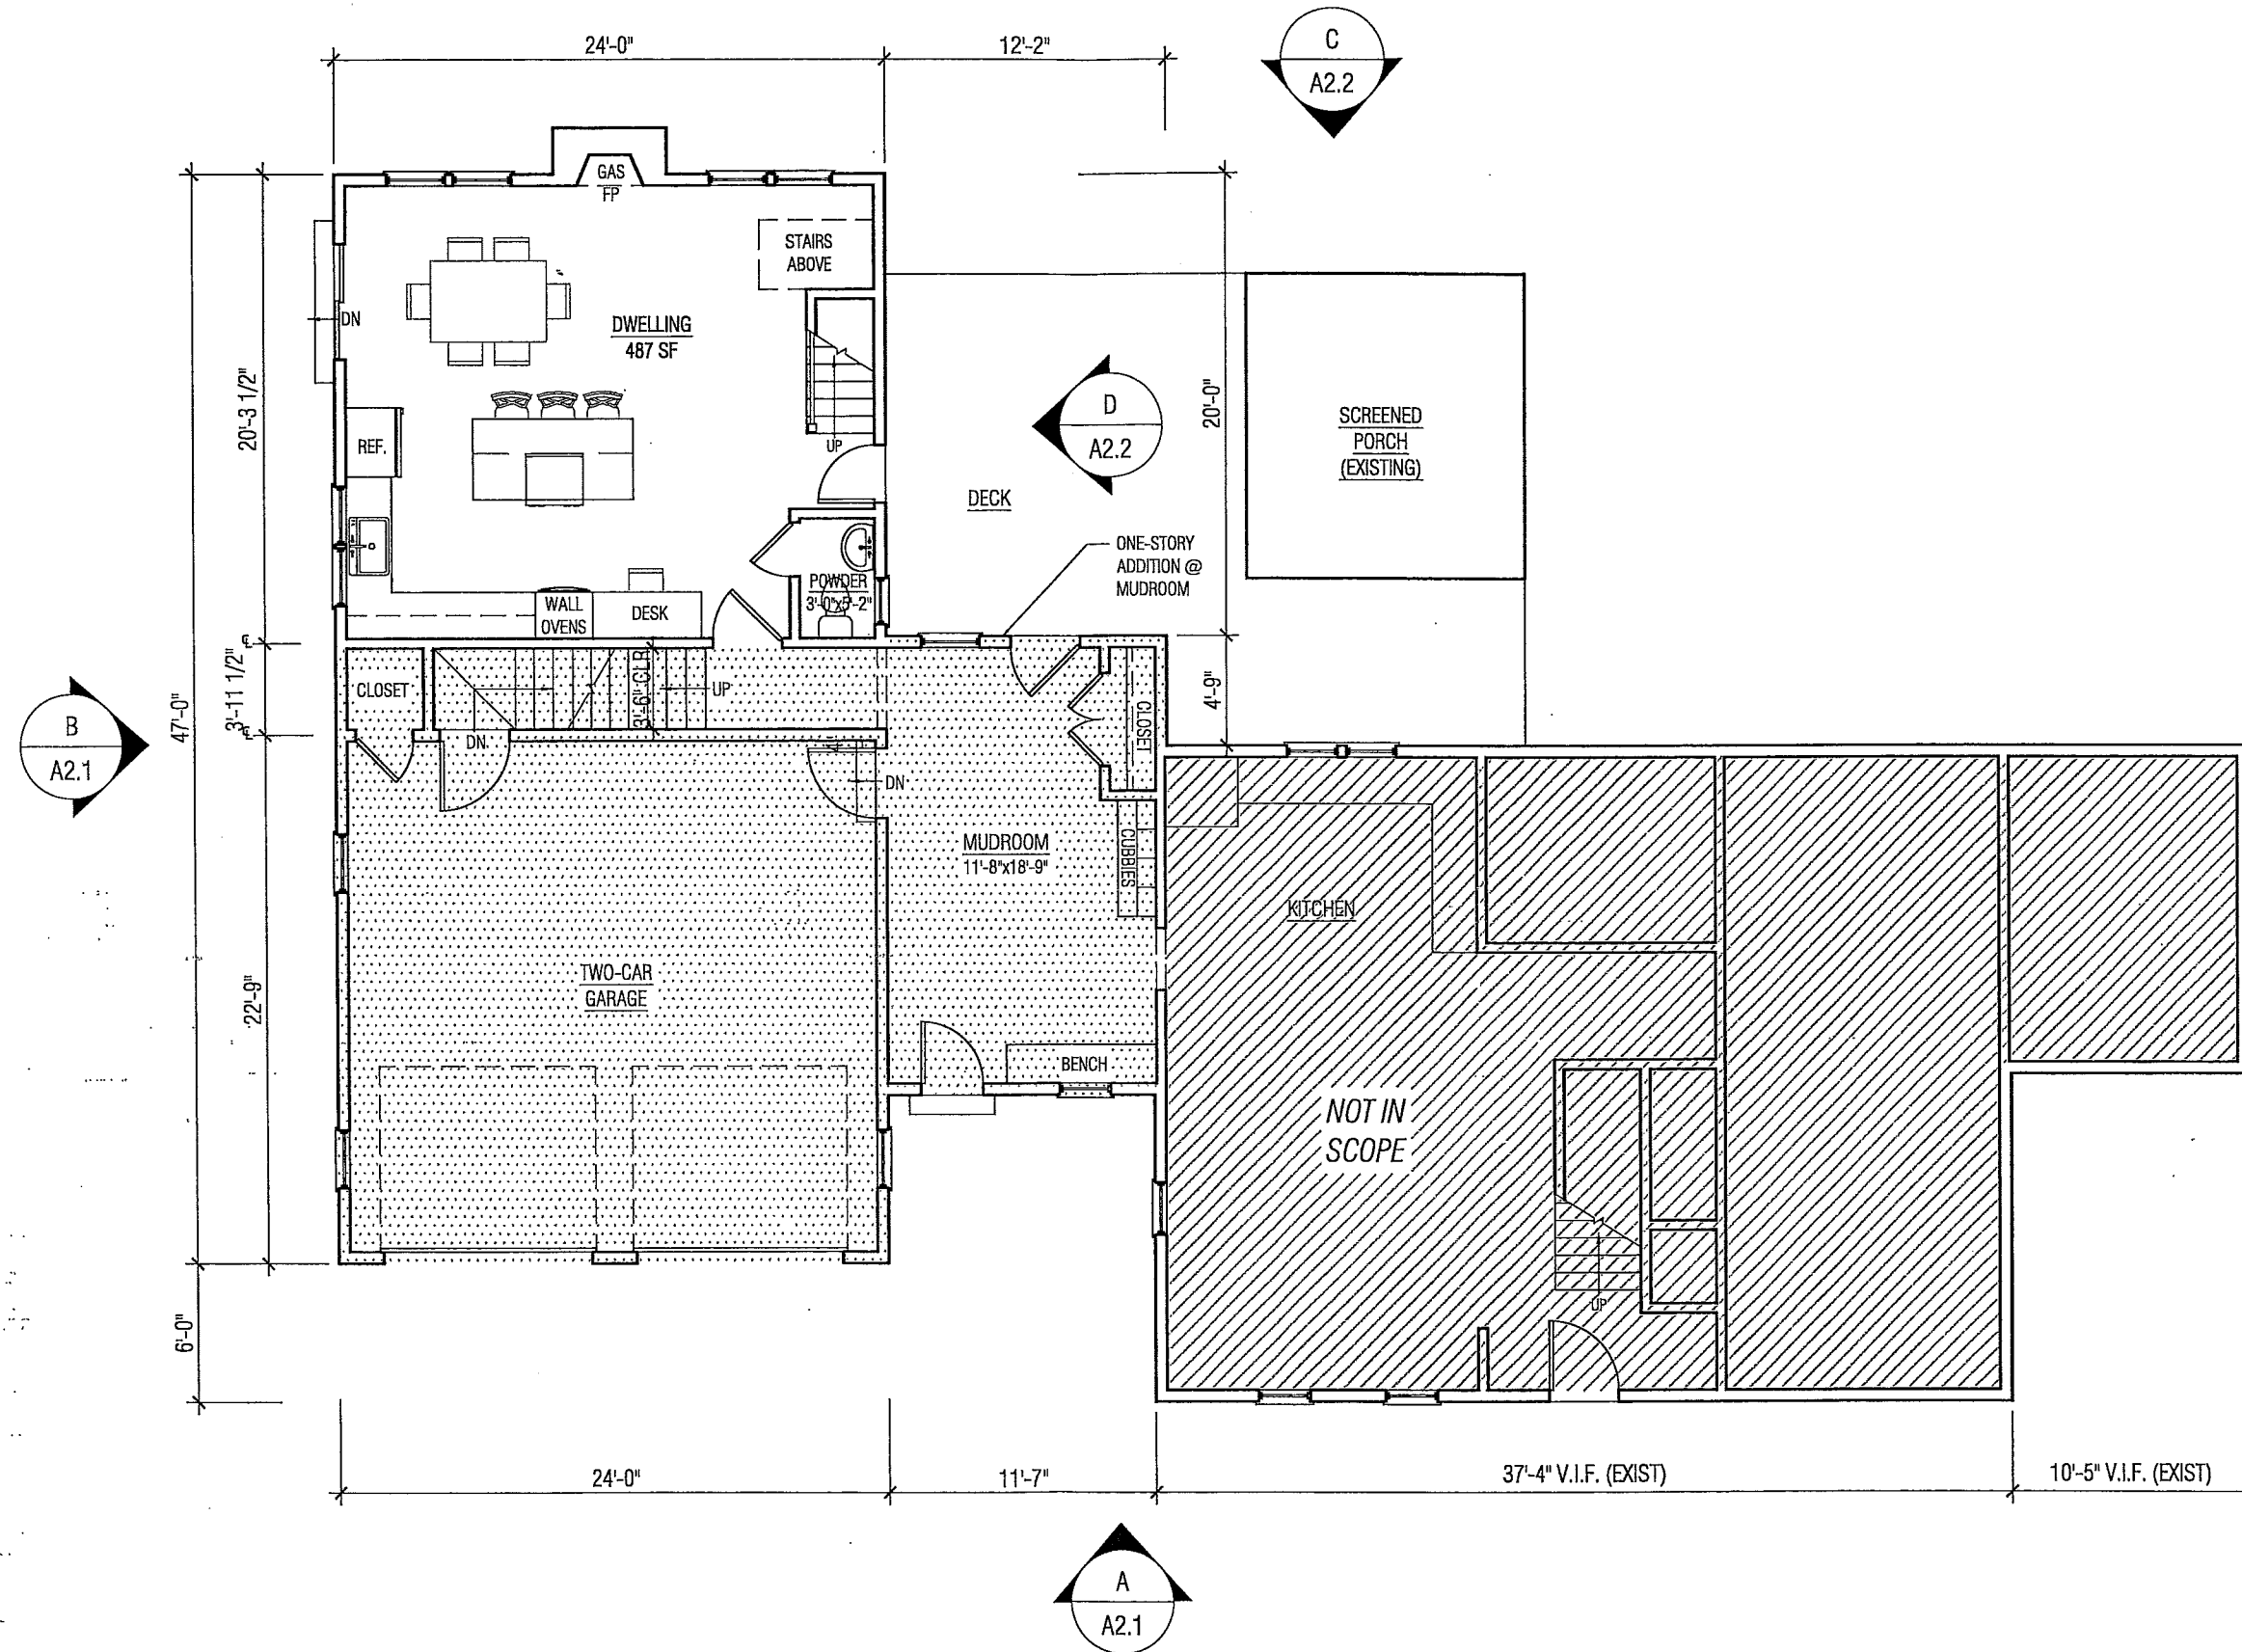 24'-0"
12'-2"
C
A2.2
GAS
FP
STAIRS
ABOVE
DN
DWELLING
487 SF
20'-3 1/2"
20'-0"
D
A2.2
SCREENED
PORCH
(EXISTING)
REF.
UP
DECK
ONE-STORY
ADDITION @
MUDROOM
POWDER
3'-0"x5'-2"
WALL
OVENS
DESK
47'-0"
3'-11 1/2"
4'-9"
CLOSET
3'-6" CLR
UP
CLOSET
B
A2.1
DN
DN
MUDROOM
11'-8"x18'-9"
CUBBIES
KITCHEN
TWO-CAR
GARAGE
22'-9"
BENCH
NOT IN
SCOPE
UP
6'-0"
24'-0"
11'-7"
37'-4" V.I.F. (EXIST)
10'-5" V.I.F. (EXIST)
A
A2.1